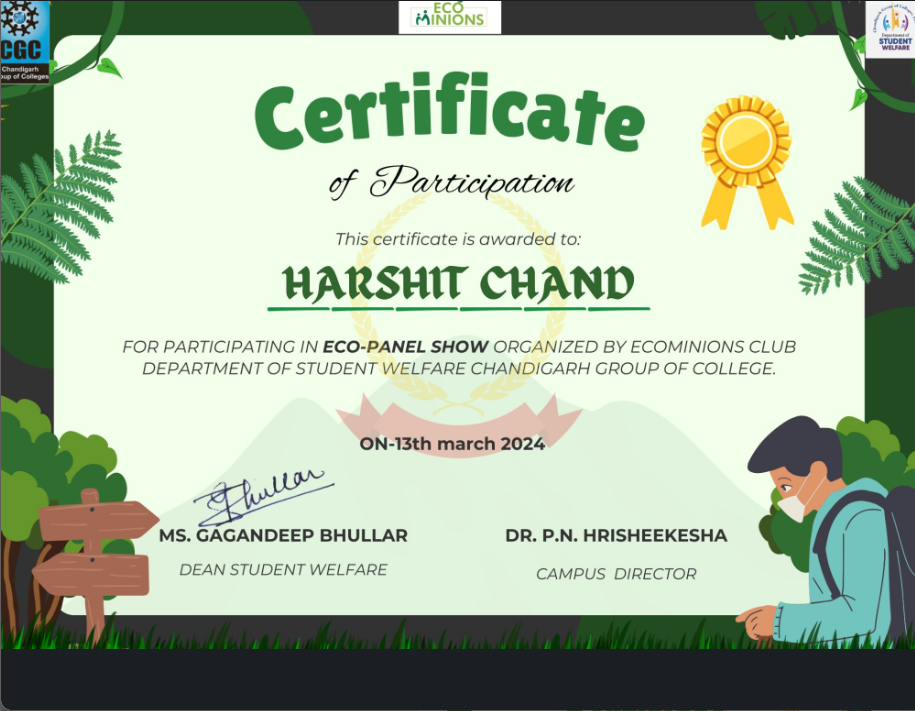 ECO
MINIONS
CGC
Chandigarh
oup of Colleges
Department of
STUDENT
WELFARE
Certificate
of Participation
This certificate is awarded to:
HARSHIT CHAND
FOR PARTICIPATING IN ECO-PANEL SHOW ORGANIZED BY ECOMINIONS CLUB
DEPARTMENT OF STUDENT WELFARE CHANDIGARH GROUP OF COLLEGE.
ON-13th march 2024
Bhullar
MS. GAGANDEEP BHULLAR
DR. P.N. HRISHEEKESHA
DEAN STUDENT WELFARE
CAMPUS DIRECTOR